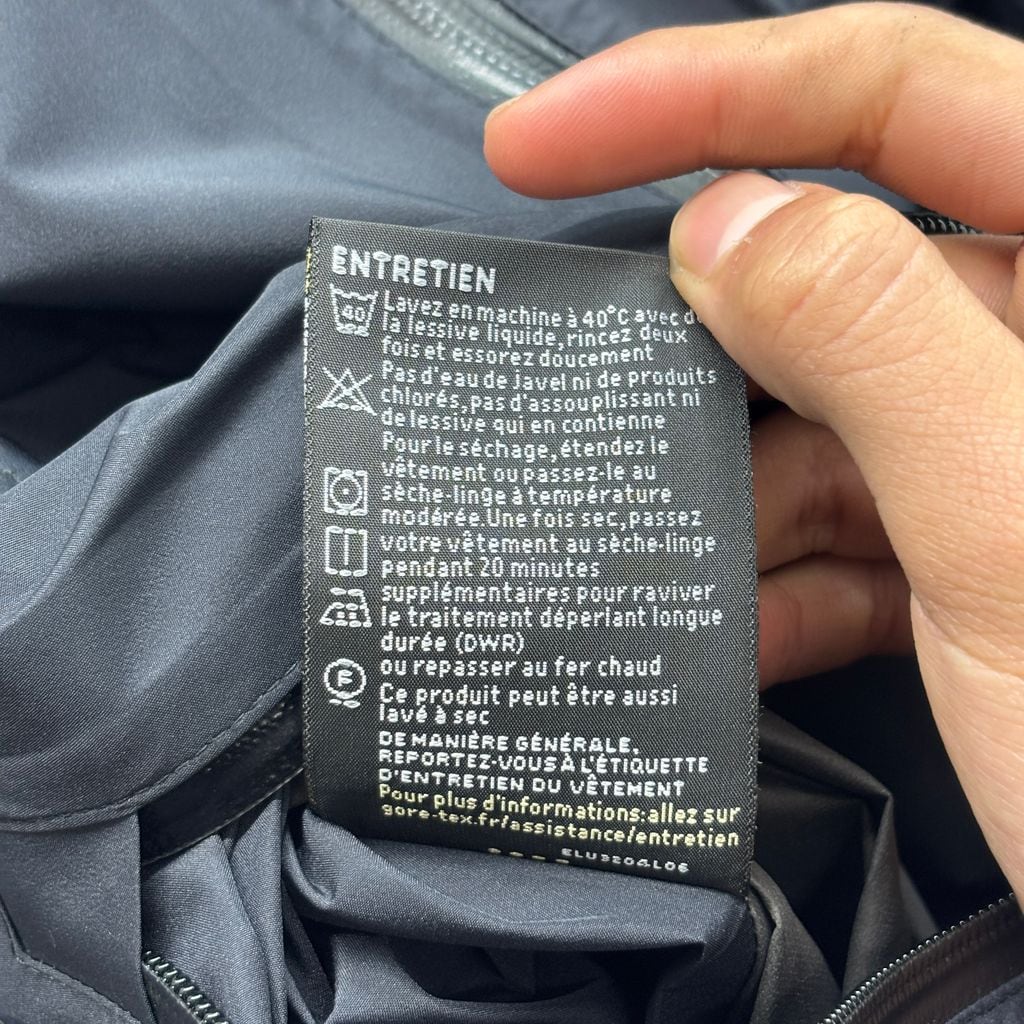 ENTRETIEN
40
Lavez en machine à 40°C avec
la lessive liquide, rincez deux
fois et essorez doucement
Pas d'eau de Javel ni de produits
chlorés, pas d'assouplissant ni
de lessive qui en contienne
Pour le séchage, étendez le
vêtement ou passez-le au
sèche-linge à température
modérée. Une fois sec, passez
votre vêtement au sèche-linge
pendant 20 minutes
supplémentaires pour raviver
le traitement déperlant longue
durée (DWR)
ou repasser au fer chaud
F
Ce produit peut être aussi
lavé à sec
DE MANIÈRE GÉNÉRALE,
REPORTEZ-VOUS À L'ÉTIQUETTE
D'ENTRETIEN DU VÊTEMENT
Pour plus d'informations: allez sur
gore-tex.fr/assistance/entretien